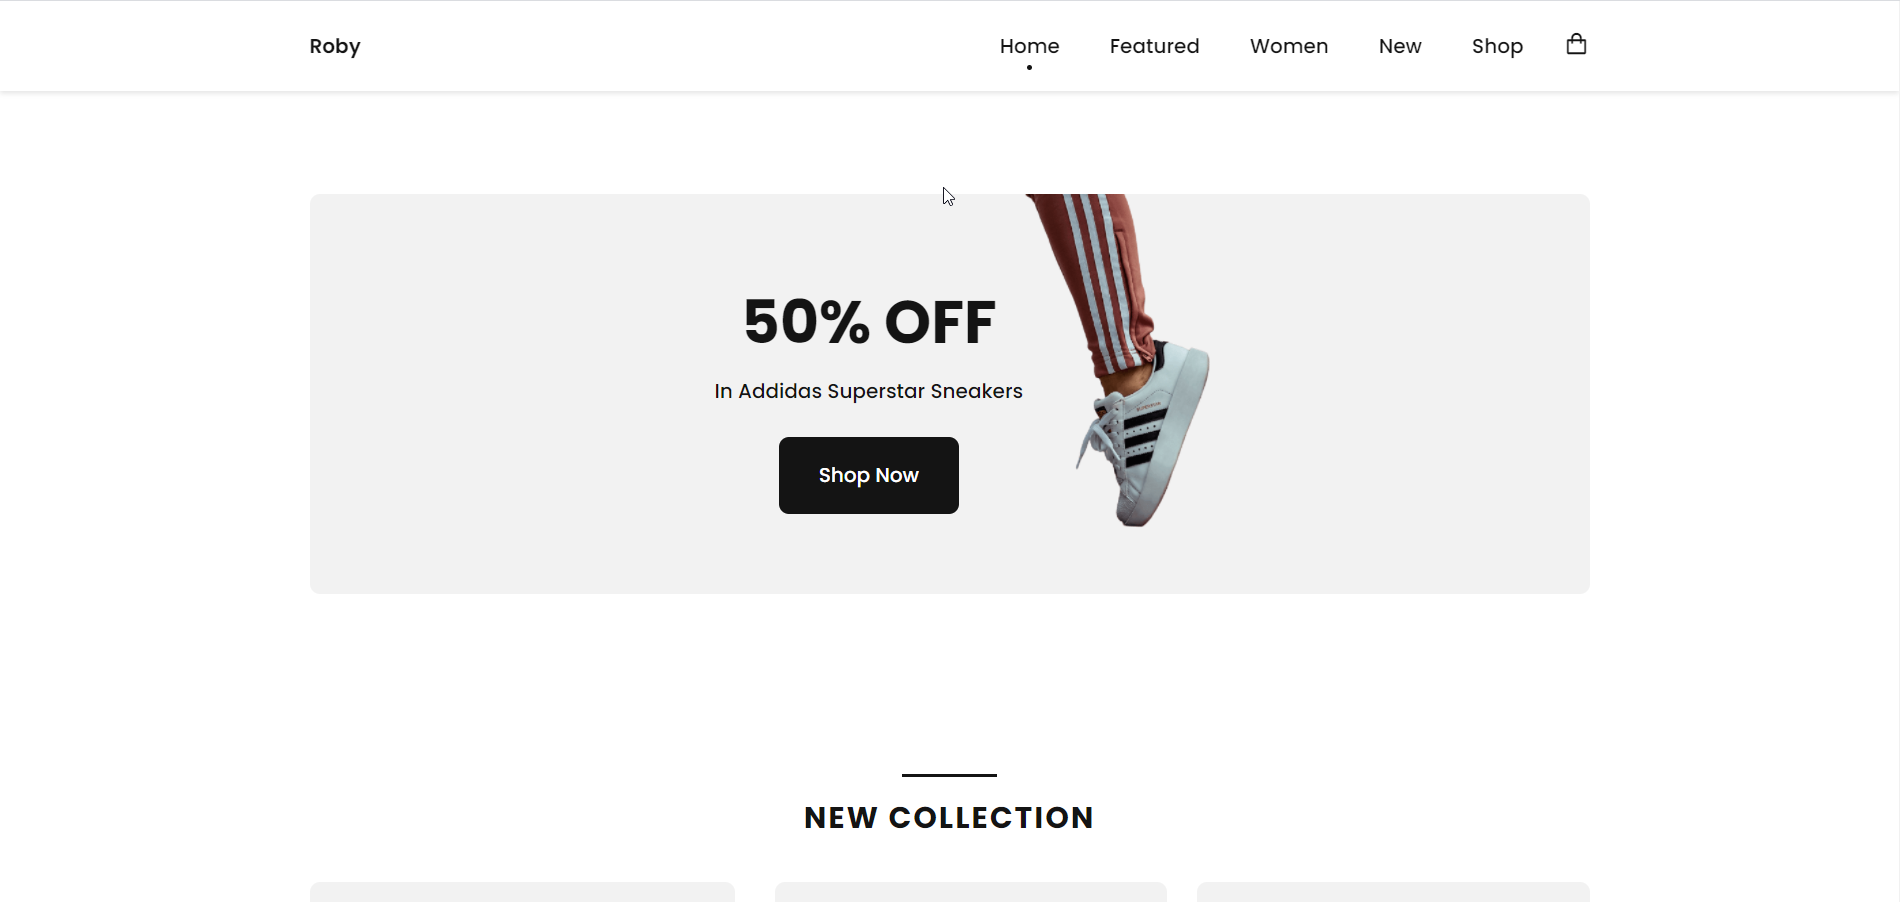 Roby
Home Featured Women New Shop
50% OFF
In Addidas Superstar Sneakers
Shop Now
NEW COLLECTION